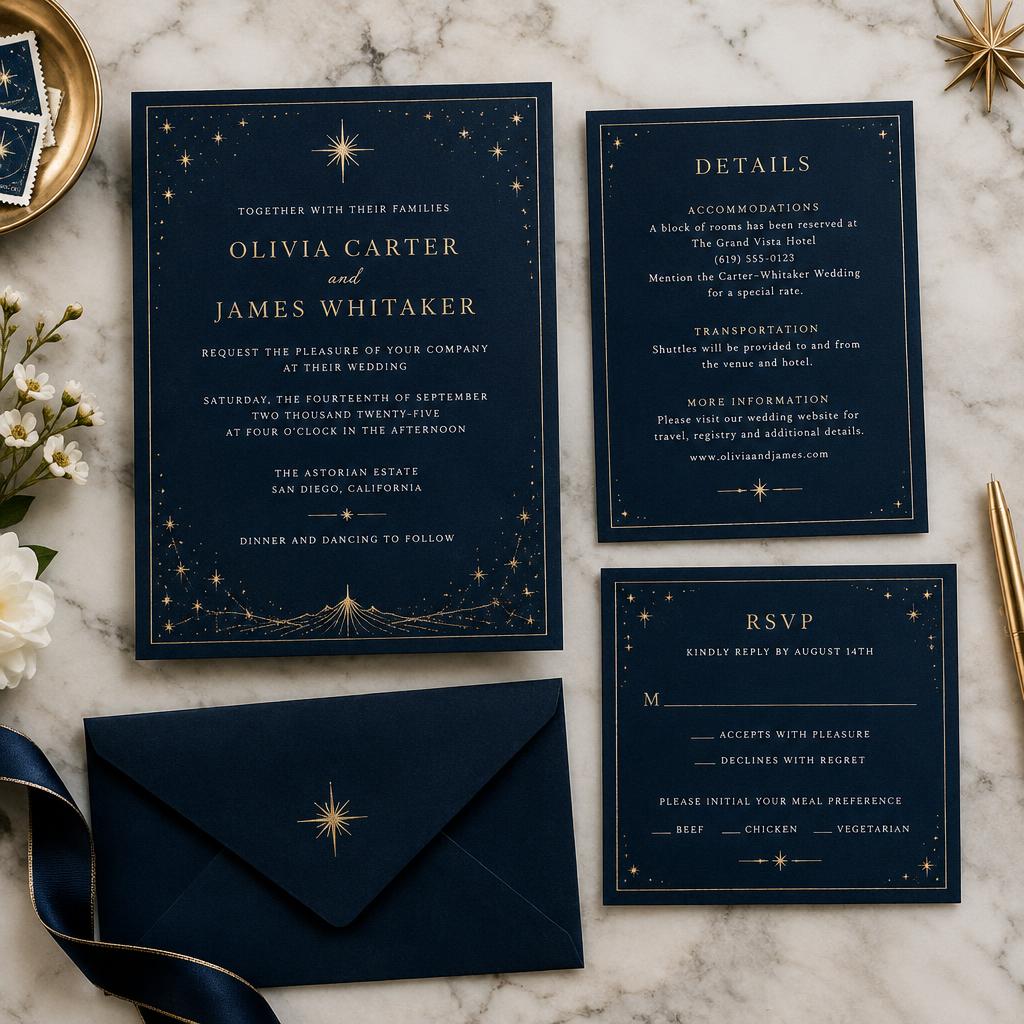 TOGETHER WITH THEIR FAMILIES
OLIVIA CARTER
and
JAMES WHITAKER
REQUEST THE PLEASURE OF YOUR COMPANY
AT THEIR WEDDING
SATURDAY, THE FOURTEENTH OF SEPTEMBER
TWO THOUSAND TWENTY-FIVE
AT FOUR O'CLOCK IN THE AFTERNOON
THE ASTORIAN ESTATE
SAN DIEGO, CALIFORNIA
DINNER AND DANCING TO FOLLOW
DETAILS
ACCOMMODATIONS
A block of rooms has been reserved at
The Grand Vista Hotel
(619) 555-0123
Mention the Carter–Whitaker Wedding
for a special rate.
TRANSPORTATION
Shuttles will be provided to and from
the venue and hotel.
MORE INFORMATION
Please visit our wedding website for
travel, registry and additional details.
www.oliviaandjames.com
RSVP
KINDLY REPLY BY AUGUST 14TH
M
ACCEPTS WITH PLEASURE
DECLINES WITH REGRET
PLEASE INITIAL YOUR MEAL PREFERENCE
BEEF CHICKEN VEGETARIAN